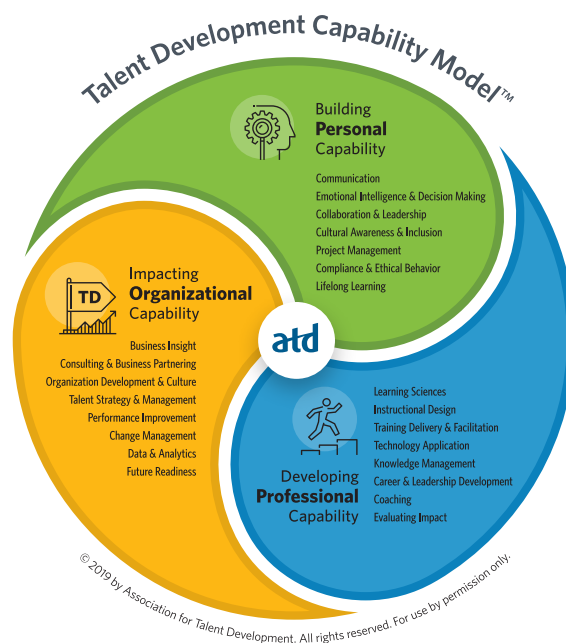 Talent Development Capability Model™
Building
Personal
Capability
Communication
Emotional Intelligence & Decision Making
Collaboration & Leadership
Cultural Awareness & Inclusion
Project Management
Compliance & Ethical Behavior
Lifelong Learning
TD
Impacting
Organizational
Capability
Business Insight
Consulting & Business Partnering
Organization Development & Culture
Talent Strategy & Management
Performance Improvement
Change Management
Data & Analytics
Future Readiness
atd
Developing
Professional
Capability
Learning Sciences
Instructional Design
Training Delivery & Facilitation
Technology Application
Knowledge Management
Career & Leadership Development
Coaching
Evaluating Impact
© 2019 by Association for Talent Development. All rights reserved. For use by permission only.